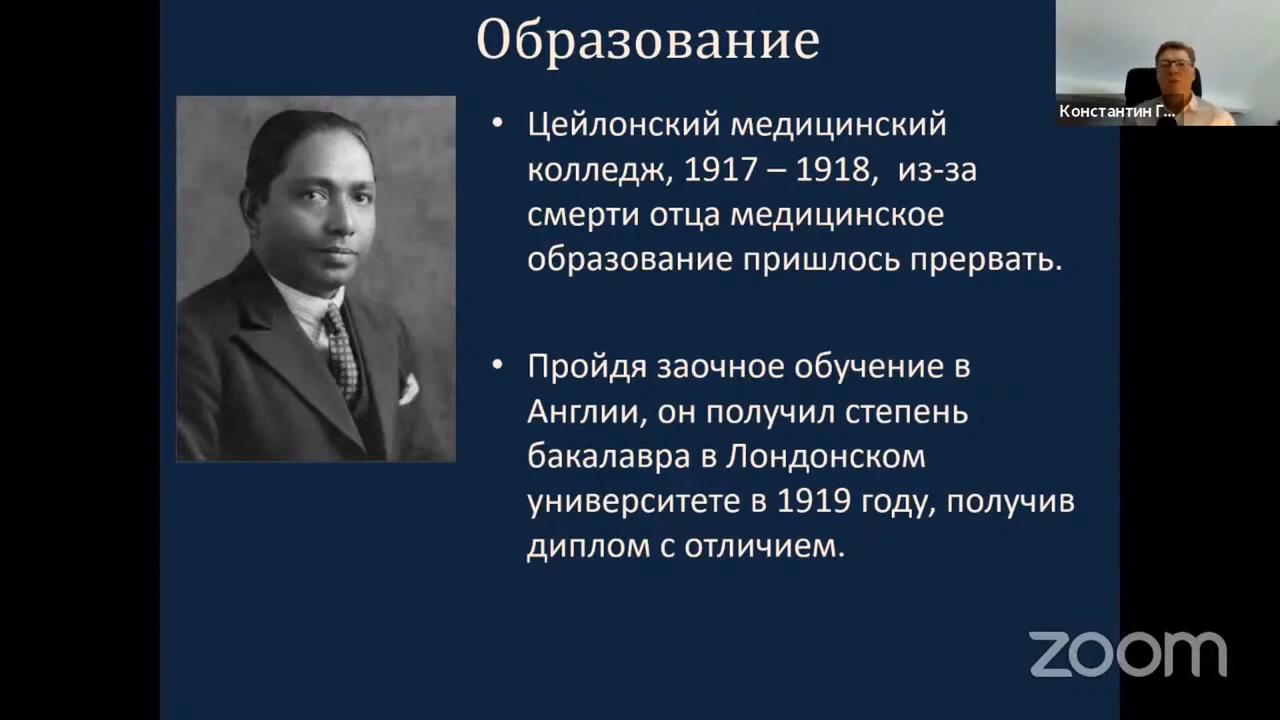 Образование
Константин Г...
• Цейлонский медицинский
колледж, 1917 – 1918, из-за
смерти отца медицинское
образование пришлось прервать.
• Пройдя заочное обучение в
Англии, он получил степень
бакалавра в Лондонском
университете в 1919 году, получив
диплом с отличием.
zoom